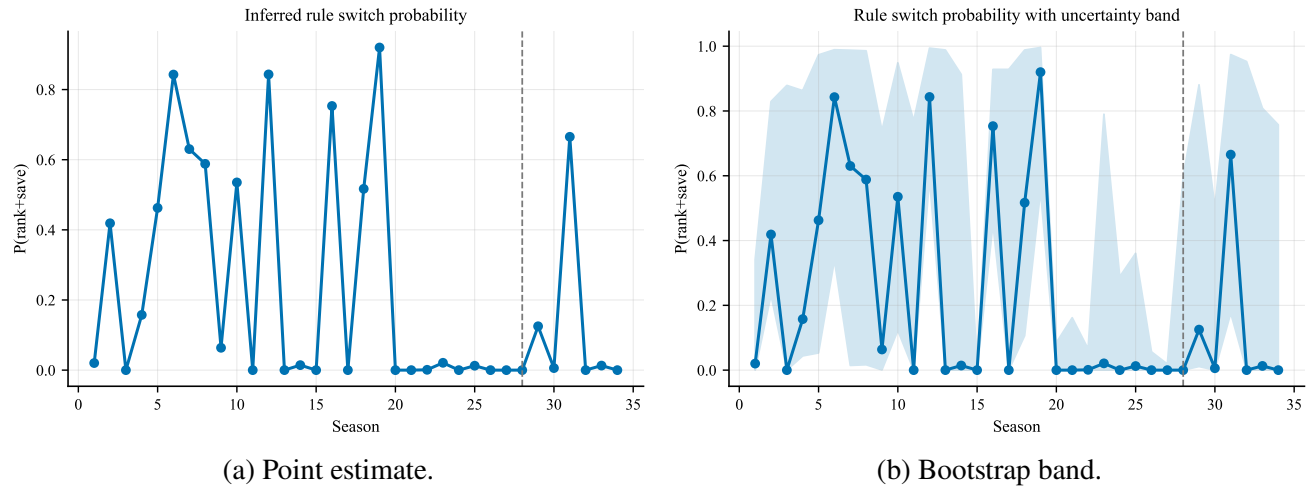 Inferred rule switch probability
P(rank+save)
0.8
0.6
0.4
0.2
0.0
0 5 10 15 20 25 30 35
Season
(a) Point estimate.
Rule switch probability with uncertainty band
P(rank+save)
1.0
0.8
0.6
0.4
0.2
0.0
0 5 10 15 20 25 30 35
Season
(b) Bootstrap band.